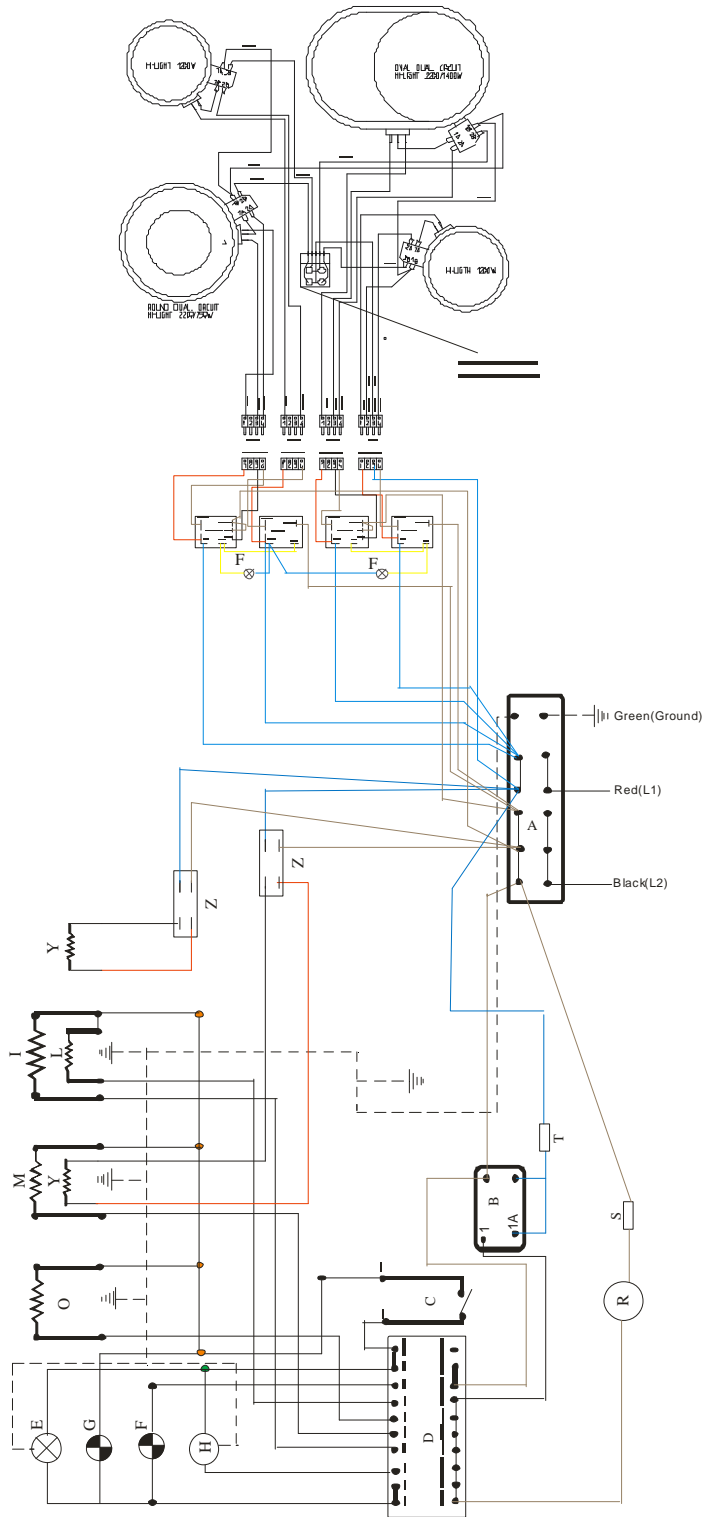 HI-LIGHT 1200W
OVAL DUAL CIRCUIT
HI-LIGHT 2200/1400W
ROUND DUAL CIRCUIT
HI-LIGHT 2200/750W
HI-LIGHT 1200W
F
F
Green(Ground)
Red(L1)
A
Black(L2)
Z
Z
Y
I
L
M
Y
T
B
1
1A
S
O
C
R
E
G
F
H
D